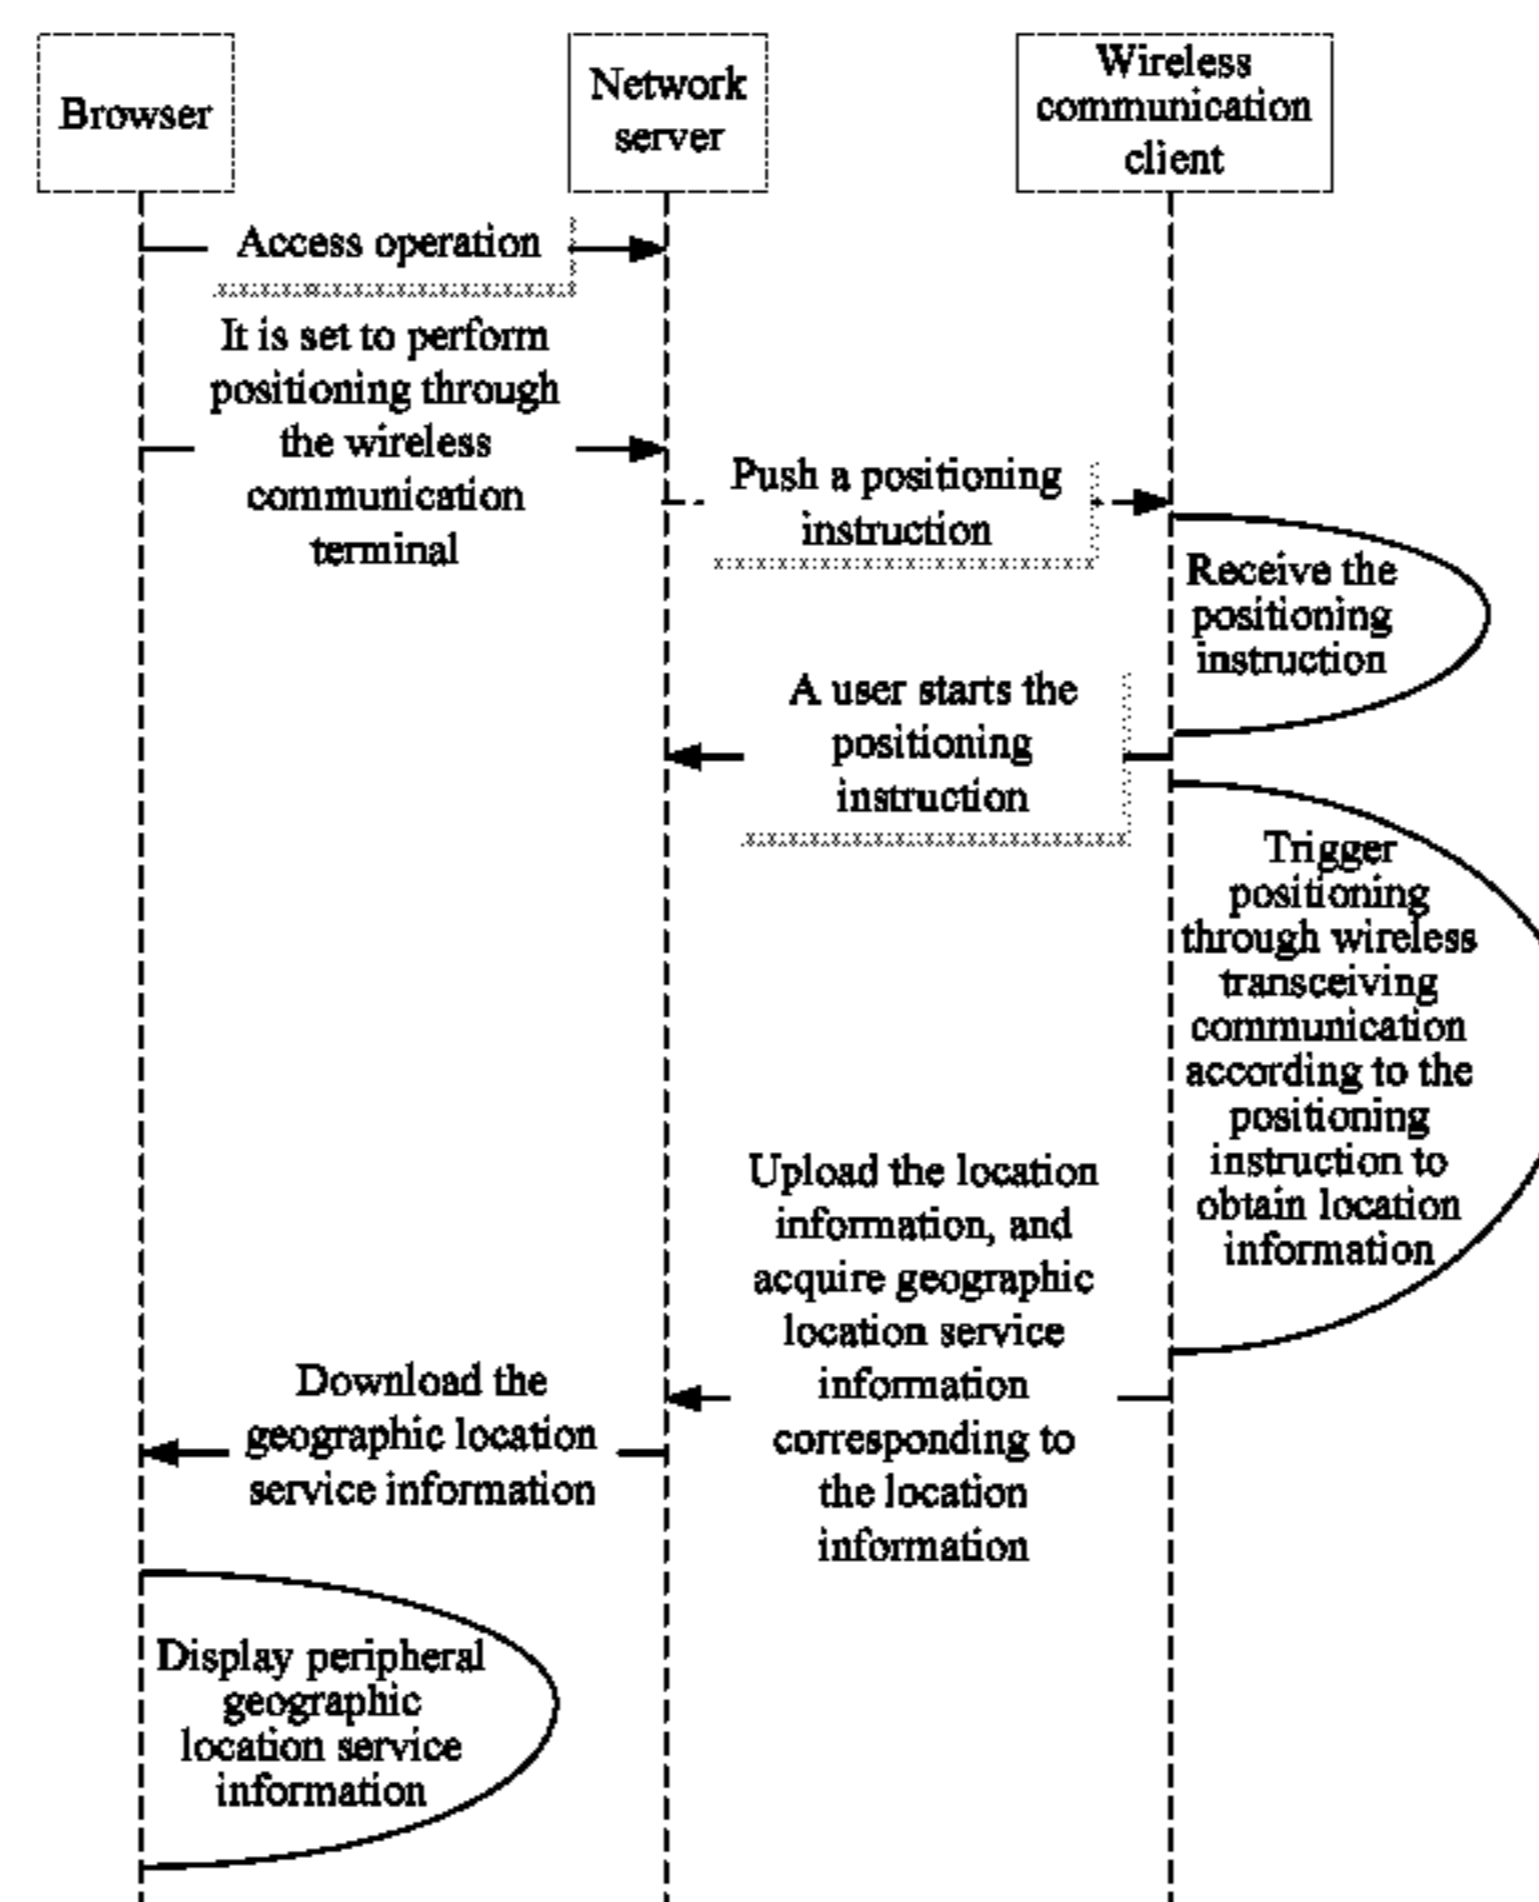 Browser
Network
server
Wireless
communication
client
Access operation
It is set to perform
positioning through
the wireless
communication
terminal
Push a positioning
instruction
Receive the
positioning
instruction
A user starts the
positioning
instruction
Trigger
positioning
through wireless
transceiving
communication
according to the
positioning
instruction to
obtain location
information
Upload the location
information, and
acquire geographic
location service
information
corresponding to
the location
information
Download the
geographic location
service information
Display peripheral
geographic
location service
information